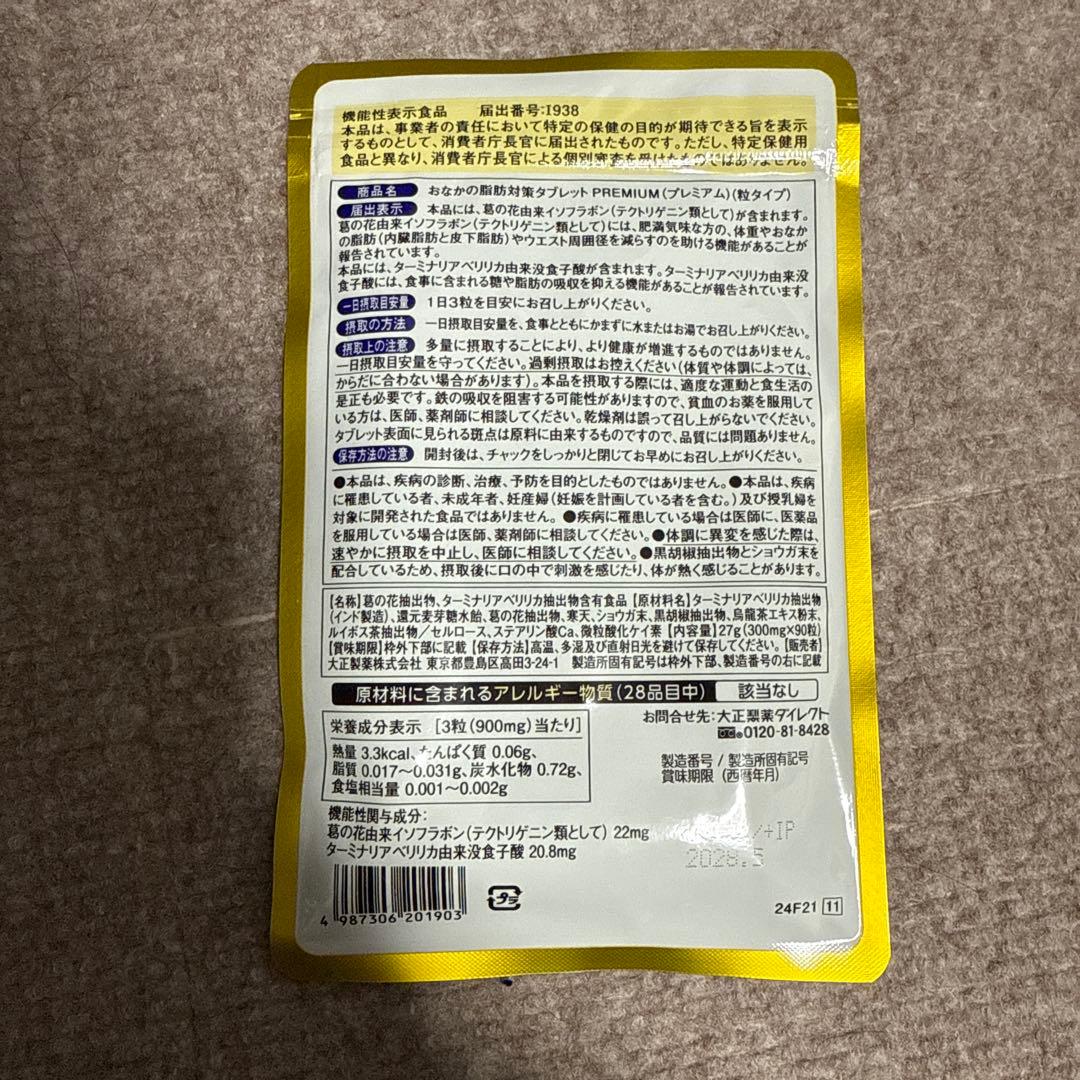 機能性表示食品 届出番号:I938
本品は、事業者の責任において特定の保健の目的が期待できる旨を表示
するものとして、消費者庁長官に届出されたものです。ただし、特定保健用
食品と異なり、消費者庁長官による個別審査を受けたものではありません。
商品名 おなかの脂肪対策タブレット PREMIUM(プレミアム)(粒タイプ)
届出表示 本品には、葛の花由来イソフラボン(テクトリゲニン類として)が含まれます。
葛の花由来イソフラボン(テクトリゲニン類として)には、肥満気味な方の、体重やおなか
の脂肪(内臓脂肪と皮下脂肪)やウエスト周囲径を減らすのを助ける機能があることが
報告されています。
本品には、ターミナリアベリリカ由来没食子酸が含まれます。ターミナリアベリリカ由来没
食子酸には、食事に含まれる糖や脂肪の吸収を抑える機能があることが報告されています。
一日摂取目安量 1日3粒を目安にお召し上がりください。
摂取の方法 一日摂取目安量を、食事とともにかまずに水またはお湯でお召し上がりください。
摂取上の注意 多量に摂取することにより、より健康が増進するものではありません。
一日摂取目安量を守ってください。過剰摂取はお控えください(体質や体調によっては、
からだに合わない場合があります)。本品を摂取する際には、適度な運動と食生活の
是正も必要です。鉄の吸収を阻害する可能性がありますので、貧血のお薬を服用して
いる方は、医師、薬剤師に相談してください。乾燥剤は誤って召し上がらないでください。
タブレット表面に見られる斑点は原料に由来するものですので、品質には問題ありません。
保存方法の注意 開封後は、チャックをしっかりと閉じてお早めにお召し上がりください。
●本品は、疾病の診断、治療、予防を目的としたものではありません。●本品は、疾病
に罹患している者、未成年者、妊産婦(妊娠を計画している者を含む。)及び授乳婦を
対象に開発された食品ではありません。●疾病に罹患している場合は医師に、医薬品
を服用している場合は医師、薬剤師に相談してください。●体調に異変を感じた際は、
速やかに摂取を中止し、医師に相談してください。●黒胡椒抽出物とショウガ末を
配合しているため、摂取後に口の中で刺激を感じたり、体が熱く感じることがあります。
【名称】葛の花抽出物、ターミナリアベリリカ抽出物含有食品【原材料名】ターミナリアベリリカ抽出物
(インド製造)、還元麦芽糖水飴、葛の花抽出物、寒天、ショウガ末、黒胡椒抽出物、烏龍茶エキス粉末、
ルイボス茶抽出物/セルロース、ステアリン酸Ca、微粒酸化ケイ素【内容量】27g(300mg×90粒)
【賞味期限】枠外下部に記載【保存方法】高温、多湿及び直射日光を避けて保存してください。【販売者】
大正製薬株式会社 東京都豊島区高田3-24-1 製造所固有記号は枠外下部、製造番号の右に記載
原材料に含まれるアレルギー物質(28品目中) 該当なし
栄養成分表示 [3粒(900mg)当たり]
熱量 3.3kcal、たんぱく質 0.06g、
脂質 0.017〜0.031g、炭水化物 0.72g、
食塩相当量 0.001〜0.002g
お問合せ先:大正製薬ダイレクト
0120-81-8428
製造番号/製造所固有記号
賞味期限(西暦年月)
機能性関与成分:
葛の花由来イソフラボン(テクトリゲニン類として) 22mg
ターミナリアベリリカ由来没食子酸 20.8mg
/+IP
2028.5
4 987306 201903
プラ
24F21 11